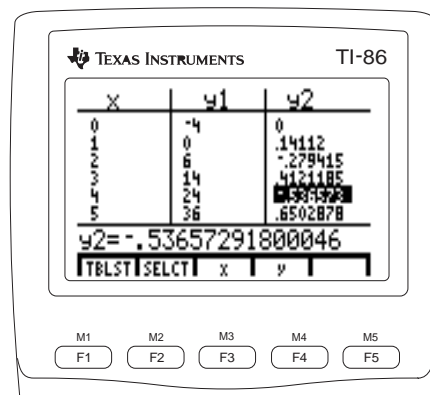 TEXAS INSTRUMENTS TI-86
x y1 y2
0 -4 0
1 0 .14112
2 6 -.279415
3 14 .4121185
4 24 -.536573
5 36 .6502878
y2=-.53657291800046
TBLST SELCT x y
M1 M2 M3 M4 M5
F1 F2 F3 F4 F5